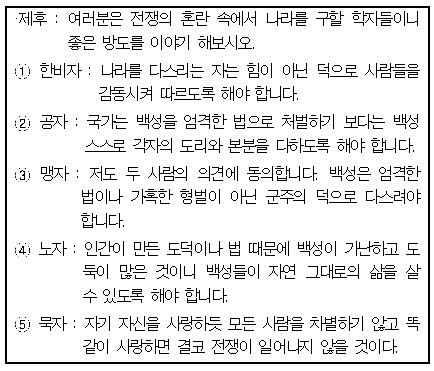 제후 : 여러분은 전쟁의 혼란 속에서 나라를 구할 학자들이니
좋은 방도를 이야기 해보시오.
① 한비자 : 나라를 다스리는 자는 힘이 아닌 덕으로 사람들을
감동시켜 따르도록 해야 합니다.
② 공자 : 국가는 백성을 엄격한 법으로 처벌하기 보다는 백성
스스로 각자의 도리와 본분을 다하도록 해야 합니다.
③ 맹자 : 저도 두 사람의 의견에 동의합니다. 백성은 엄격한
법이나 가혹한 형벌이 아닌 군주의 덕으로 다스려야
합니다.
④ 노자 : 인간이 만든 도덕이나 법 때문에 백성이 가난하고 도
둑이 많은 것이니 백성들이 자연 그대로의 삶을 살
수 있도록 해야 합니다.
⑤ 묵자 : 자기 자신을 사랑하듯 모든 사람을 차별하기 않고 똑
같이 사랑하면 결코 전쟁이 일어나지 않을 것이다.